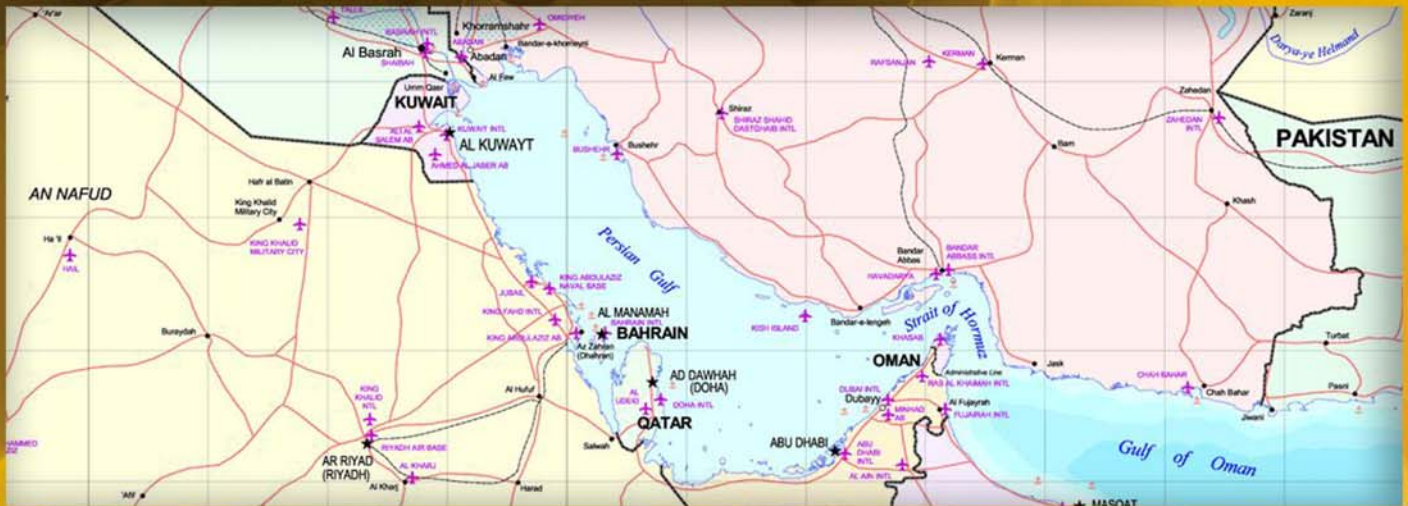 Ar'ar
TALLIL
Khorramshahr
OMIDIYEH
Zaranj
BASRAH INTL
ABADAN
Bandar-e-khomeyni
Darya-ye Helmand
Al Basrah
SHAIBAH
Abadan
RAFSANJAN
KERMAN
Kerman
Al Faw
Umm Qasr
Zahedan
KUWAIT
Shiraz
SHIRAZ SHAHID
DASTGHAIB INTL
ZAHEDAN
INTL
ALI AL
SALEM AB
KUWAIT INTL
AL KUWAYT
PAKISTAN
BUSHEHR
Bushehr
Bam
AHMED AL JABER AB
AN NAFUD
Hafr al Batin
King Khalid
Military City
Khash
Ha 'il
KING KHALID
MILITARY CITY
HAIL
Persian Gulf
Bandar
Abbas
BANDAR
ABBASS INTL
HAVADARYA
KING ABDULAZIZ
NAVAL BASE
JUBAIL
KING FAHD INTL
AL MANAMAH
BAHRAIN INTL
BAHRAIN
KISH ISLAND
Bandar-e-lengeh
Strait of Hormuz
Buraydah
KING ABDULAZIZ AB
Az Zahran
(Dhahran)
KHASAB
Turbat
OMAN
Administrative Line
Jask
RAS AL KHAIMAH INTL
AD DAWHAH
(DOHA)
CHAH BAHAR
Chah Bahar
Pasni
KING
KHALID
INTL
Al Hufuf
AL
UDEID
DOHA INTL
DUBAI INTL
Dubayy
MINHAD
AB
Al Fujayrah
FUJAIRAH INTL
Jiwani
QATAR
Salwah
ABU DHABI
ABU
DHABI
INTL
Gulf of Oman
RIYADH AIR BASE
AR RIYAD
(RIYADH)
AL KHARJ
Al Kharj
Harad
AL AIN INTL
'Afif
MASQAT